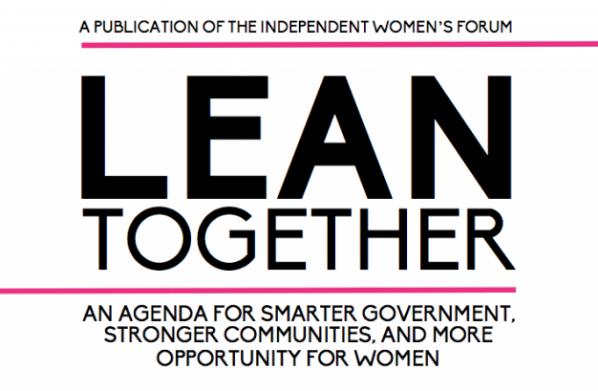 A PUBLICATION OF THE INDEPENDENT WOMEN'S FORUM
LEAN
TOGETHER
AN AGENDA FOR SMARTER GOVERNMENT,
STRONGER COMMUNITIES, AND MORE
OPPORTUNITY FOR WOMEN